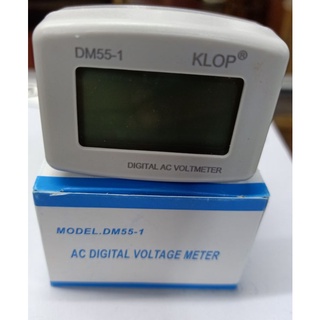 DM55-1 KLOP®
DIGITAL AC VOLTMETER
MODEL.DM55-1
AC DIGITAL VOLTAGE METER